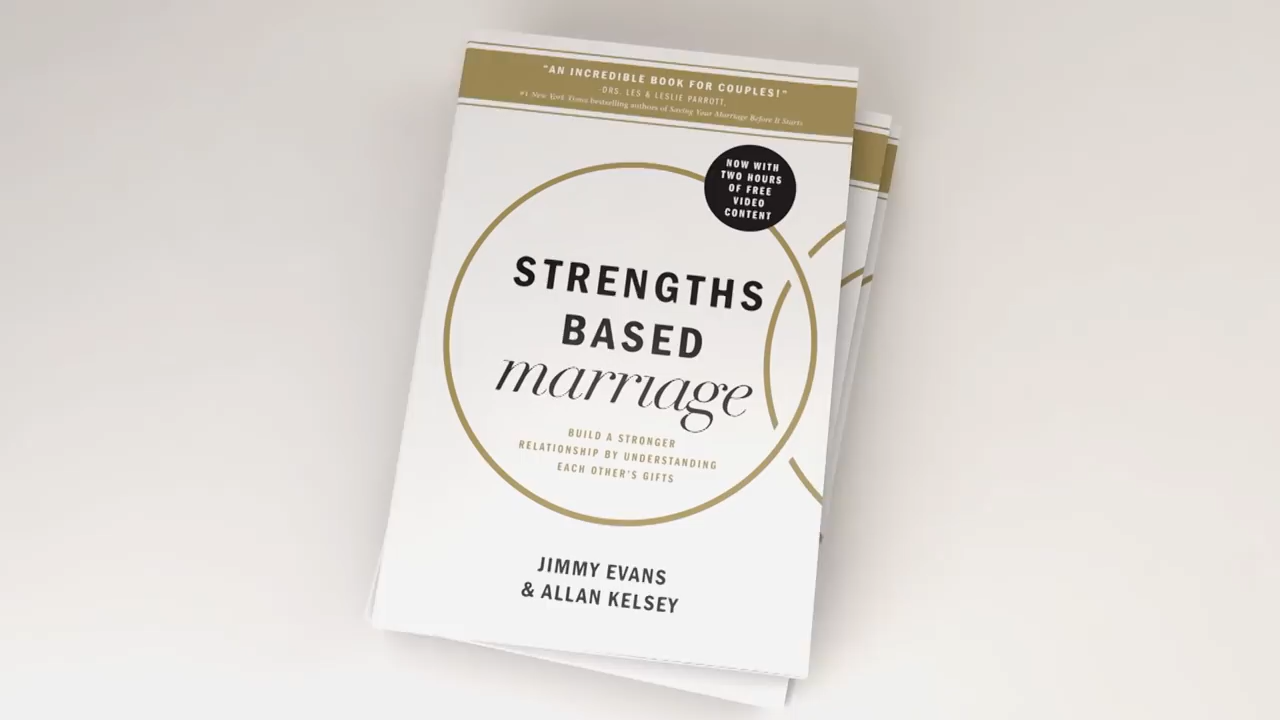 "AN INCREDIBLE BOOK FOR COUPLES!"
-DRS. LES & LESLIE PARROTT,
#1 New York Times bestselling authors of Saving Your Marriage Before It Starts
NOW WITH
TWO HOURS
OF FREE
VIDEO
CONTENT
STRENGTHS
BASED
marriage
BUILD A STRONGER
RELATIONSHIP BY UNDERSTANDING
EACH OTHER'S GIFTS
JIMMY EVANS
& ALLAN KELSEY